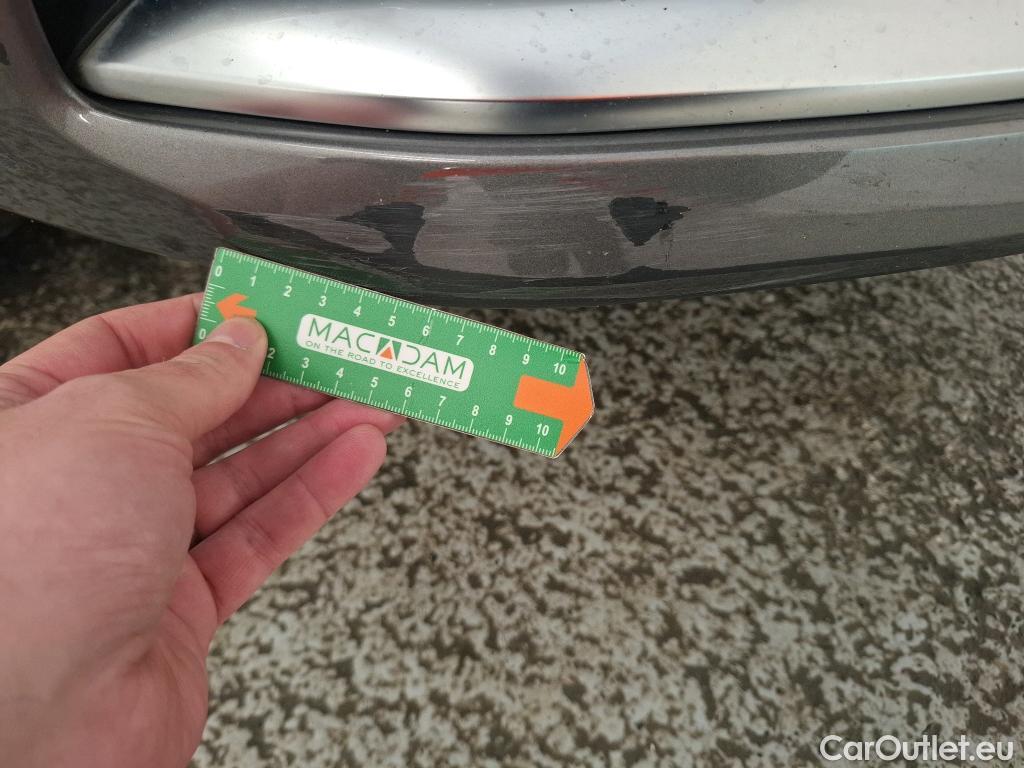 0 1 2 3 4 5 6 7 8 9 10
MACADAM
ON THE ROAD TO EXCELLENCE
0 2 3 4 5 6 7 8 9 10
CarOutlet.eu